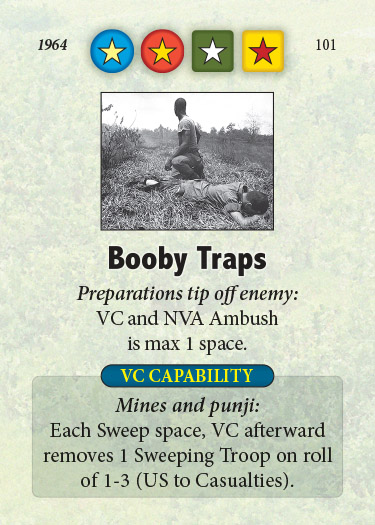 1964 101
Booby Traps
Preparations tip off enemy:
VC and NVA Ambush
is max 1 space.
VC CAPABILITY
Mines and punji:
Each Sweep space, VC afterward
removes 1 Sweeping Troop on roll
of 1-3 (US to Casualties).